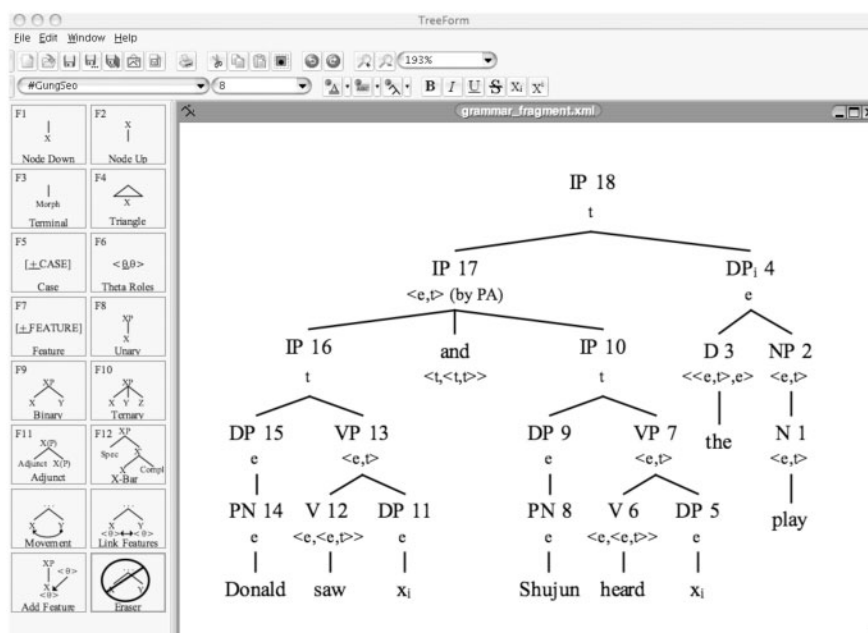 TreeForm
File Edit Window Help
193%
#GungSeo 8 B I U S Xi
grammar_fragment.xml
F1 X Node Down
F2 X Node Up
F3 Morph Terminal
F4 X Triangle
F5 [±CASE] Case
F6 <θ,θ> Theta Roles
F7 [±FEATURE] Feature
F8 XP X Unary
F9 XP X Y Binary
F10 XP X Y Z Ternary
F11 X(P) Adjunct X(P) Adjunct
F12 XP Spec X' X Compl X-Bar
... X Y Movement
... X Y <θ> <θ> Link Features
XP <θ> X <θ> Add Feature
... X Y Eraser
IP 18
t
IP 17 DPi 4
<e,t> (by PA) e
IP 16 and IP 10 D 3 NP 2
t <t,<t,t>> t <<e,t>,e> <e,t>
DP 15 VP 13 DP 9 VP 7 the N 1
e <e,t> e <e,t> <e,t>
PN 14 V 12 DP 11 PN 8 V 6 DP 5 play
e <e,<e,t>> e e <e,<e,t>> e
Donald saw xi Shujun heard xi